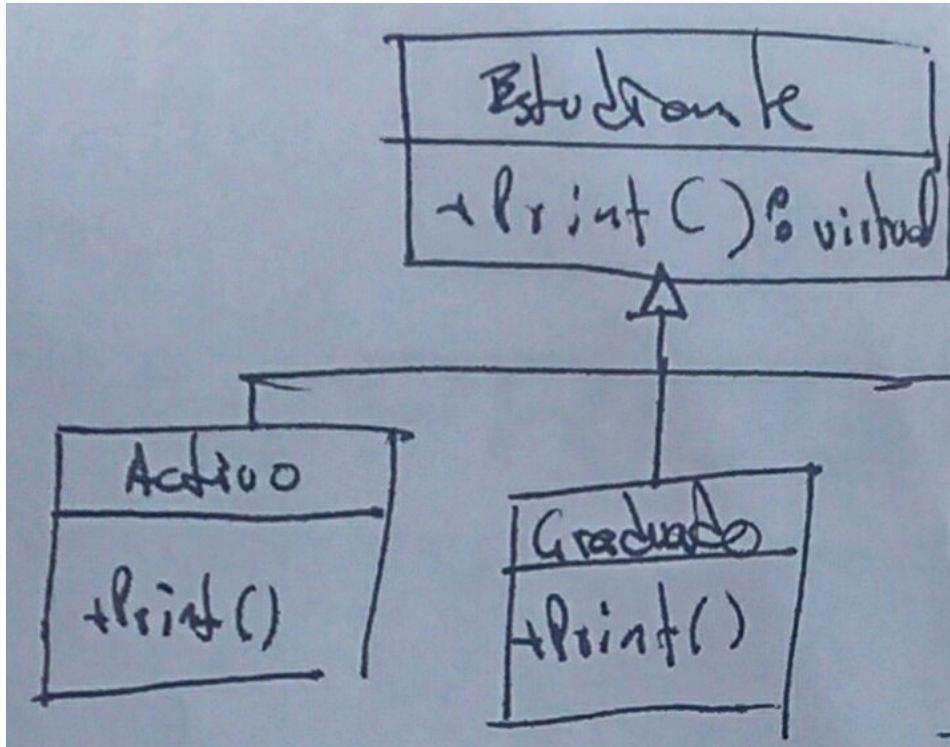 Estudiante
+Print() : virtual
Activo
+Print()
Graduado
+Print()